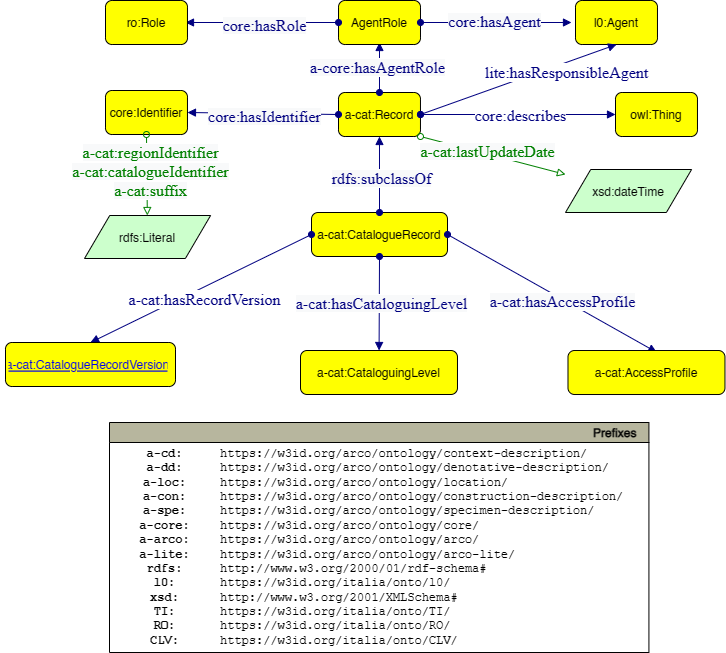 ro:Role
core:hasRole
AgentRole
core:hasAgent
l0:Agent
a-core:hasAgentRole
lite:hasResponsibleAgent
core:Identifier
core:hasIdentifier
a-cat:Record
core:describes
owl:Thing
a-cat:regionIdentifier
a-cat:catalogueIdentifier
a-cat:suffix
a-cat:lastUpdateDate
rdfs:subclassOf
xsd:dateTime
rdfs:Literal
a-cat:CatalogueRecord
a-cat:hasRecordVersion
a-cat:hasCataloguingLevel
a-cat:hasAccessProfile
a-cat:CatalogueRecordVersion
a-cat:CataloguingLevel
a-cat:AccessProfile
Prefixes
a-cd: https://w3id.org/arco/ontology/context-description/
a-dd: https://w3id.org/arco/ontology/denotative-description/
a-loc: https://w3id.org/arco/ontology/location/
a-con: https://w3id.org/arco/ontology/construction-description/
a-spe: https://w3id.org/arco/ontology/specimen-description/
a-core: https://w3id.org/arco/ontology/core/
a-arco: https://w3id.org/arco/ontology/arco/
a-lite: https://w3id.org/arco/ontology/arco-lite/
rdfs: http://www.w3.org/2000/01/rdf-schema#
l0: https://w3id.org/italia/onto/l0/
xsd: http://www.w3.org/2001/XMLSchema#
TI: https://w3id.org/italia/onto/TI/
RO: https://w3id.org/italia/onto/RO/
CLV: https://w3id.org/italia/onto/CLV/